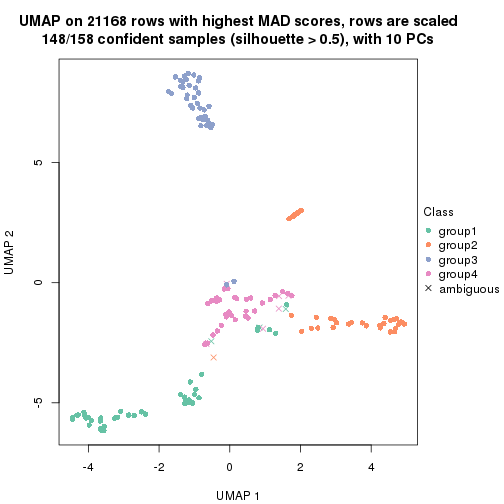 UMAP on 21168 rows with highest MAD scores, rows are scaled
148/158 confident samples (silhouette > 0.5), with 10 PCs
UMAP 2
5
0
-5
-4
-2
0
2
4
UMAP 1
Class
group1
group2
group3
group4
ambiguous